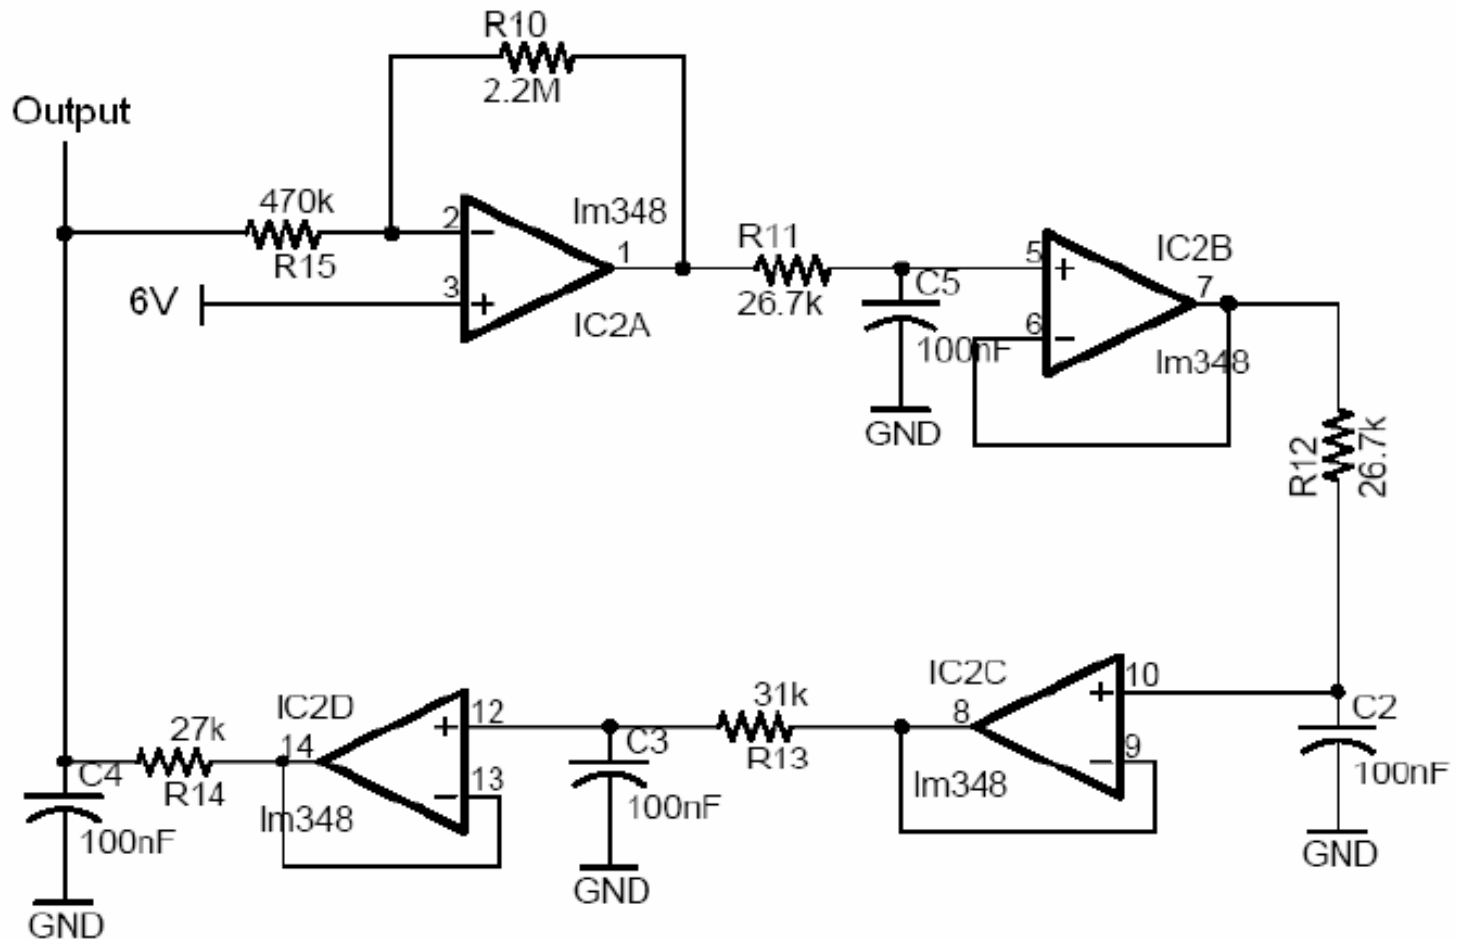 R10
2.2M
Output
470k
R15
2
3
1
lm348
IC2A
6V
R11
26.7k
C5
100nF
GND
5
6
7
IC2B
lm348
R12
26.7k
IC2C
10
9
8
lm348
C2
100nF
GND
31k
R13
C3
100nF
GND
IC2D
12
13
14
lm348
27k
R14
C4
100nF
GND